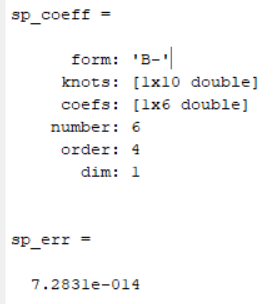 sp_coeff =
form: 'B-'
knots: [1x10 double]
coefs: [1x6 double]
number: 6
order: 4
dim: 1
sp_err =
7.2831e-014